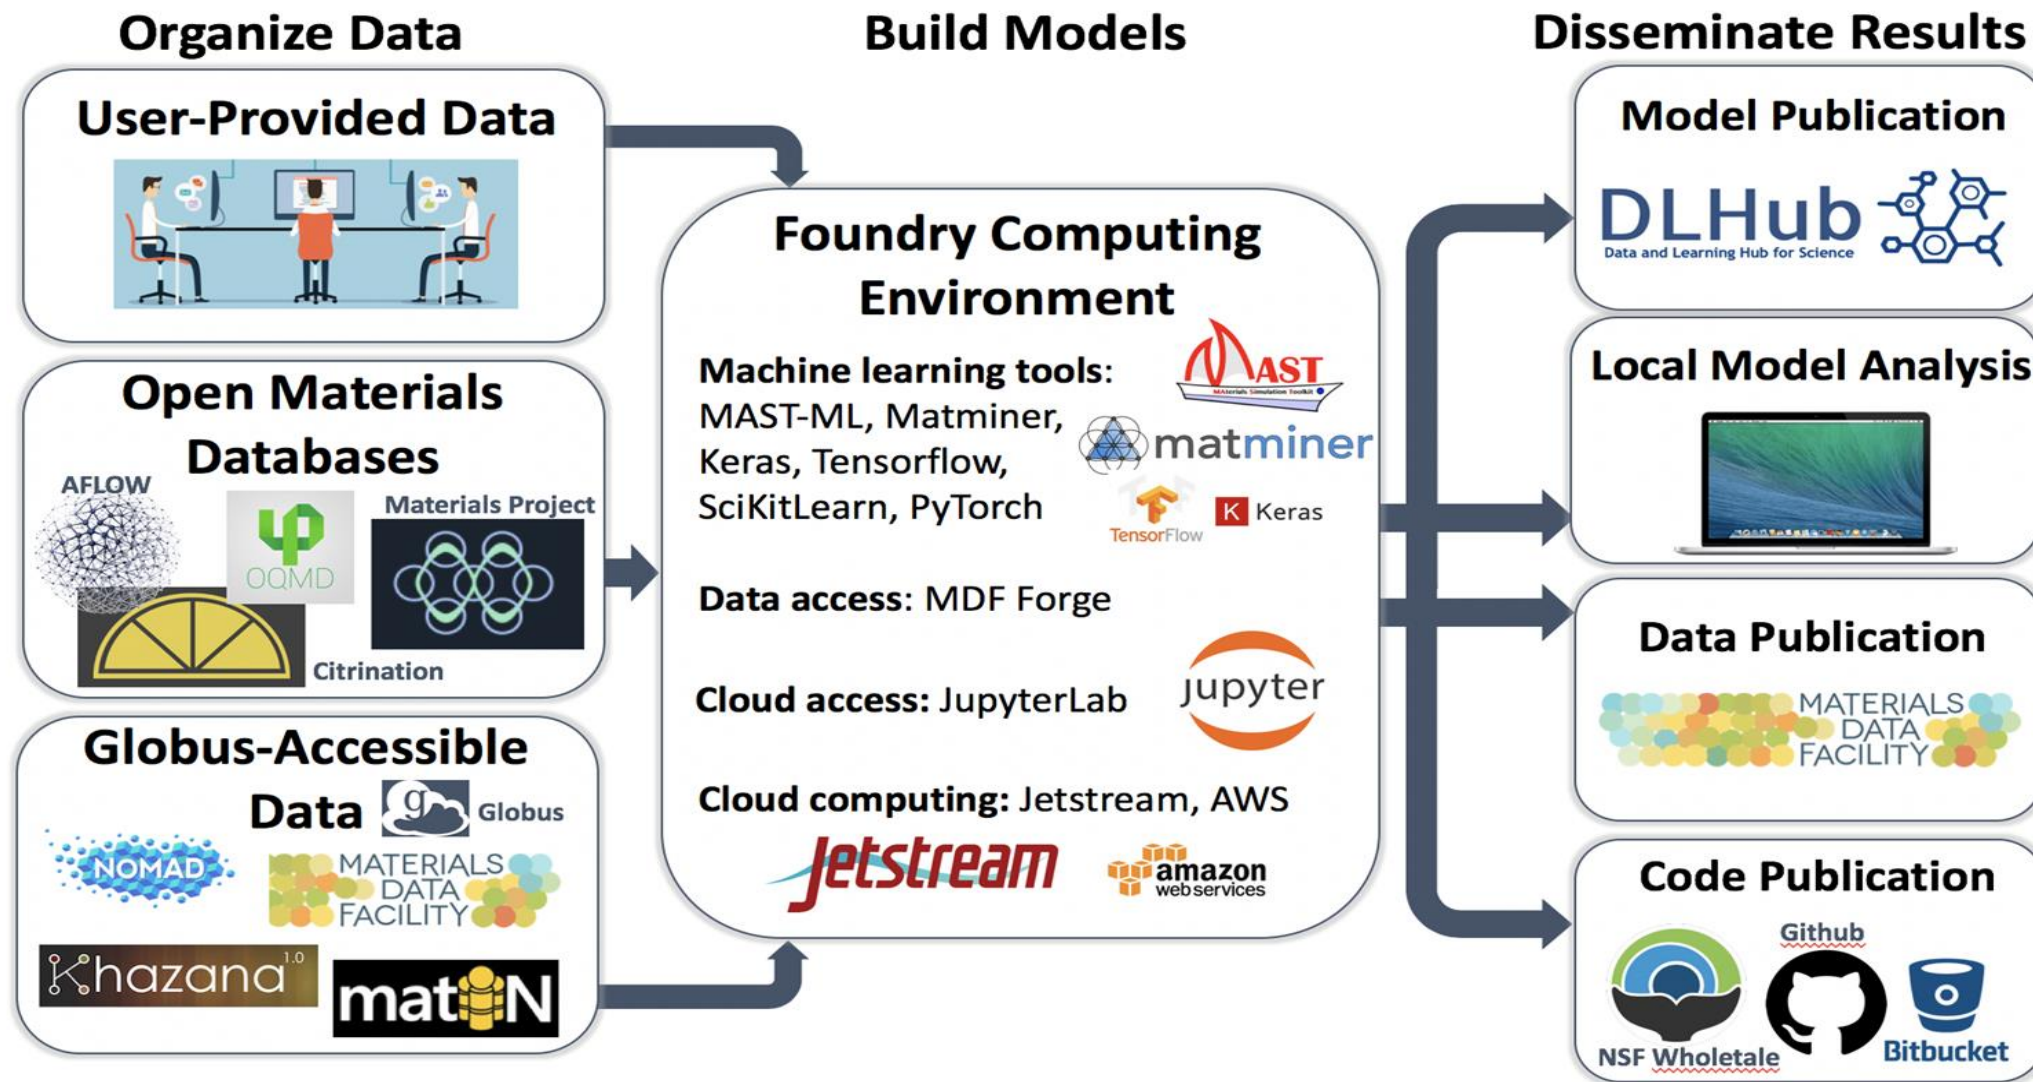 Organize Data
Build Models
Disseminate Results
User-Provided Data
Open Materials
Databases
AFLOW
OQMD
Materials Project
Citrination
Globus-Accessible
Data
g
Globus
NOMAD
MATERIALS
DATA
FACILITY
Khazana 1.0
matIN
Foundry Computing
Environment
Machine learning tools:
MAST-ML, Matminer,
Keras, Tensorflow,
SciKitLearn, PyTorch
MAST
MAterials Simulation Toolkit
matminer
TensorFlow
K Keras
Data access: MDF Forge
Cloud access: JupyterLab
jupyter
Cloud computing: Jetstream, AWS
Jetstream
amazon
webservices
Model Publication
DLHub
Data and Learning Hub for Science
Local Model Analysis
Data Publication
MATERIALS
DATA
FACILITY
Code Publication
Github
NSF Wholetale
Bitbucket